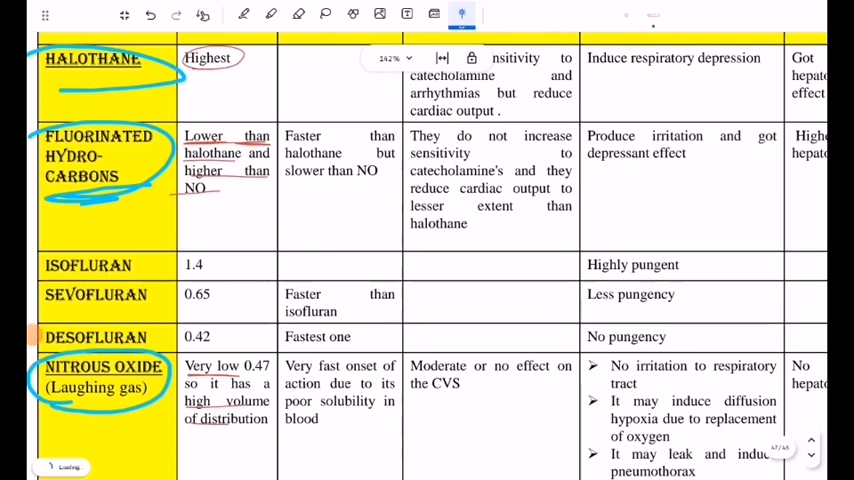 142%
HALOTHANE
Highest
nsitivity to
catecholamine and
arrhythmias but reduce
cardiac output .
Induce respiratory depression
Got
hepato
effect
FLUORINATED
HYDRO-
CARBONS
Lower than
halothane and
higher than
NO
Faster than
halothane but
slower than NO
They do not increase
sensitivity to
catecholamine's and they
reduce cardiac output to
lesser extent than
halothane
Produce irritation and got
depressant effect
Highe
hepato
ISOFLURAN
1.4
Highly pungent
SEVOFLURAN
0.65
Faster than
isofluran
Less pungency
DESOFLURAN
0.42
Fastest one
No pungency
NITROUS OXIDE
(Laughing gas)
Very low 0.47
so it has a
high volume
of distribution
Very fast onset of
action due to its
poor solubility in
blood
Moderate or no effect on
the CVS
➢ No irritation to respiratory
tract
➢ It may induce diffusion
hypoxia due to replacement
of oxygen
➢ It may leak and induc
pneumothorax
No
hepato
47/48
Loading..